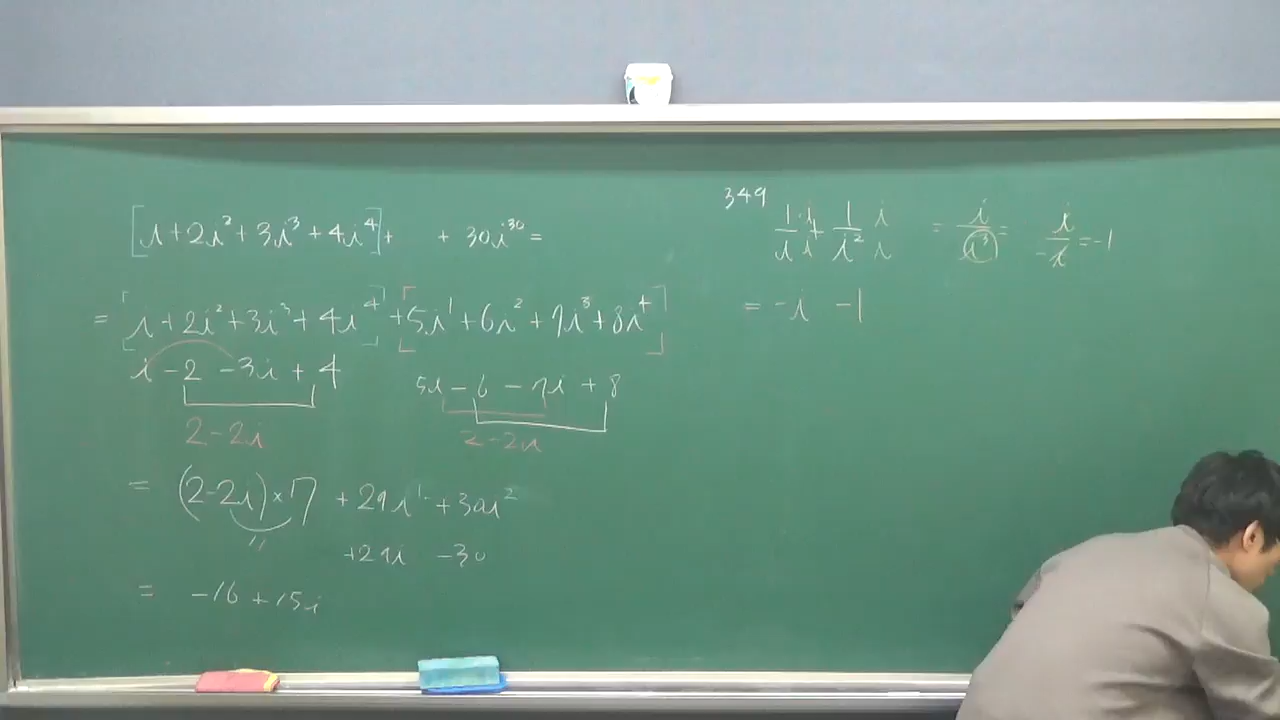 [i+2i²+3i³+4i⁴]+ + 30i³⁰ =
= [i+2i²+3i³+4i⁴]+[5i¹+6i²+7i³+8i⁴]
i-2-3i+4 5i-6-7i+8
2-2i 2-2i
= (2-2i)×7 +29i¹+30i²
+29i -30
= -16+15i
349
1/i · i/i + 1/i² i/i = i/i³ = i/-i = -1
= -i -1